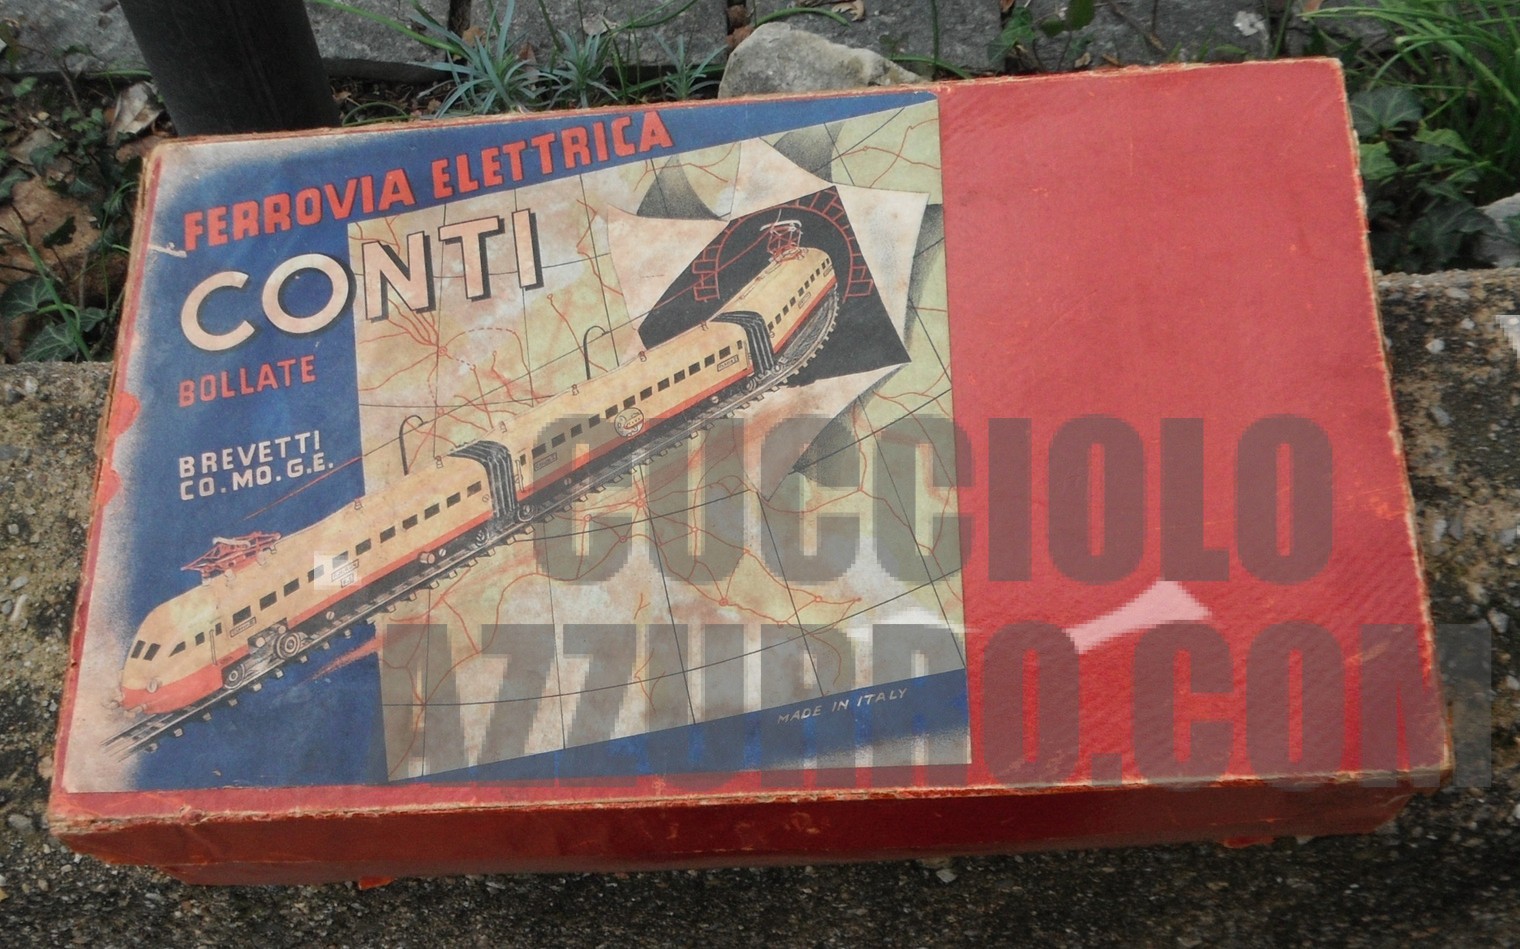 FERROVIA ELETTRICA
CONTI
BOLLATE
BREVETTI
CO.MO.G.E.
MADE IN ITALY
CUCCIOLO
AZZURRO.COM